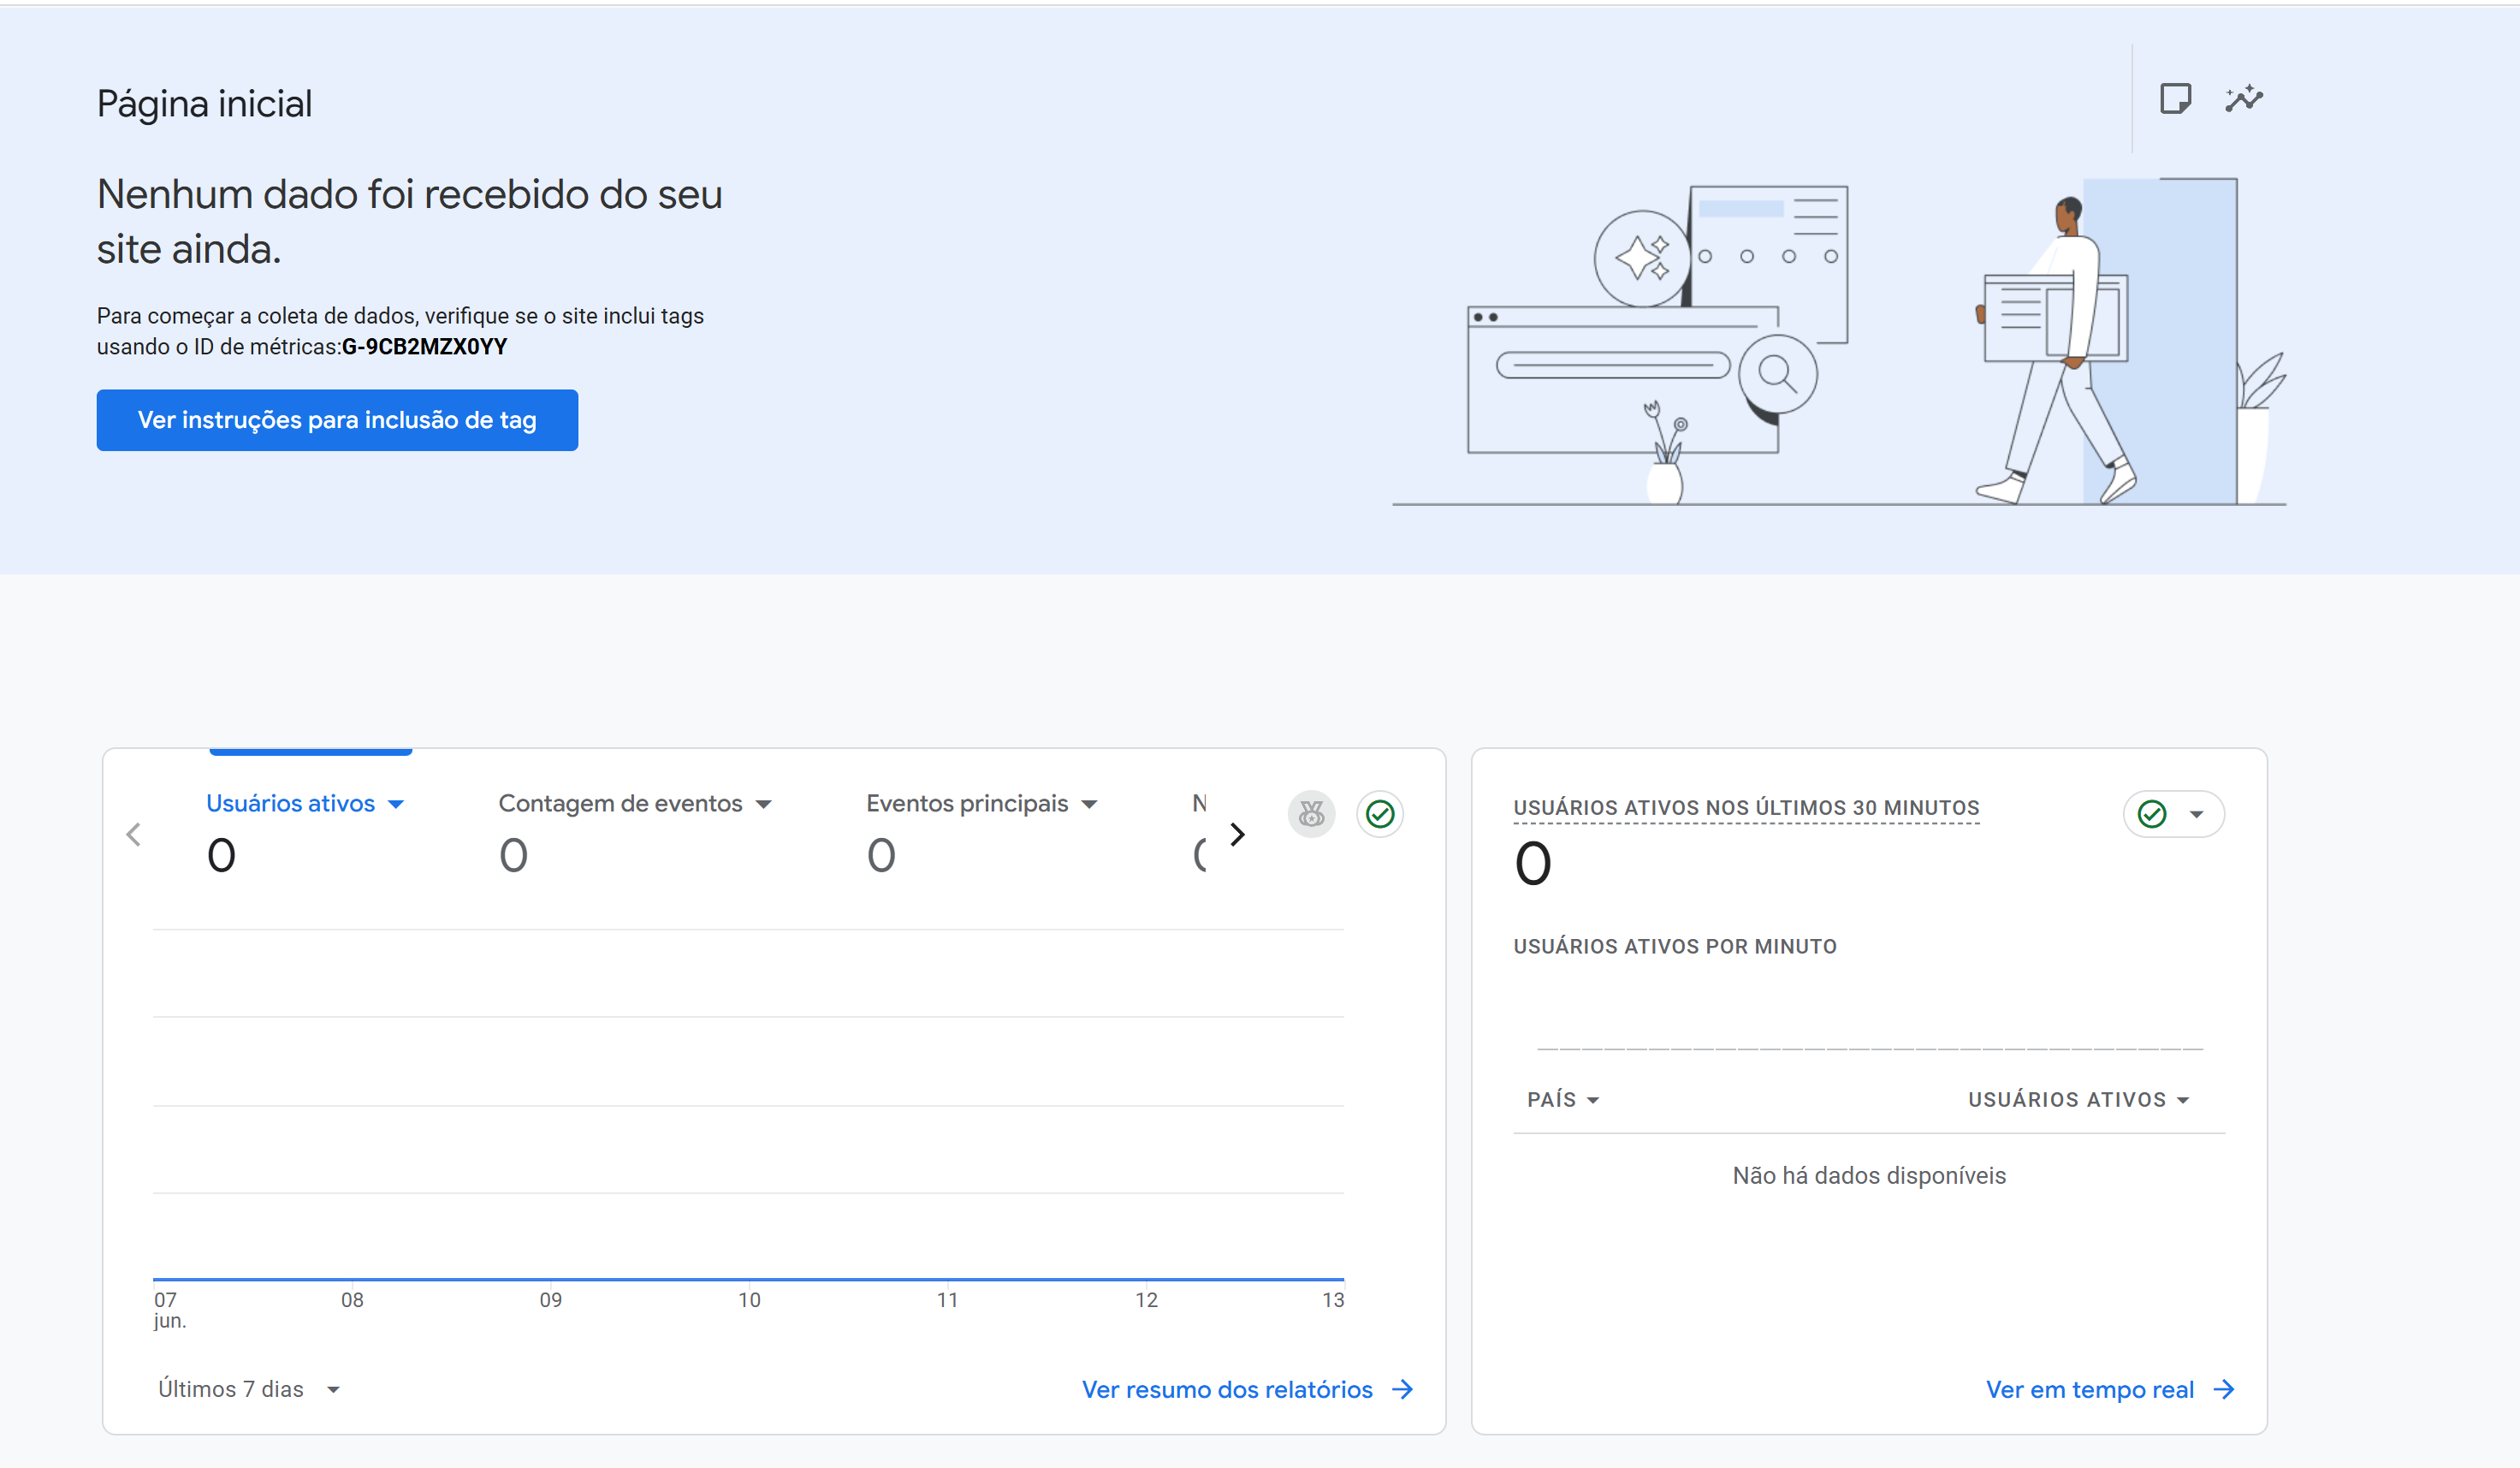 Página inicial
Nenhum dado foi recebido do seu
site ainda.
Para começar a coleta de dados, verifique se o site inclui tags
usando o ID de métricas:G-9CB2MZX0YY
Ver instruções para inclusão de tag
Usuários ativos
0
Contagem de eventos
0
Eventos principais
0
07
jun.
08
09
10
11
12
13
Últimos 7 dias
Ver resumo dos relatórios
USUÁRIOS ATIVOS NOS ÚLTIMOS 30 MINUTOS
0
USUÁRIOS ATIVOS POR MINUTO
PAÍS
USUÁRIOS ATIVOS
Não há dados disponíveis
Ver em tempo real